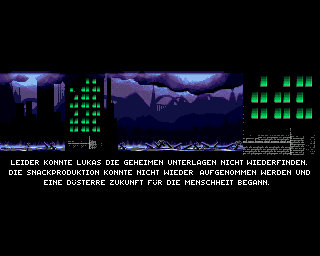 LEIDER KONNTE LUKAS DIE GEHEIMEN UNTERLAGEN NICHT WIEDERFINDEN.
DIE SNACKPRODUKTION KONNTE NICHT WIEDER AUFGENOMMEN WERDEN UND
EINE DÜSTERRE ZUKUNFT FÜR DIE MENSCHHEIT BEGANN.